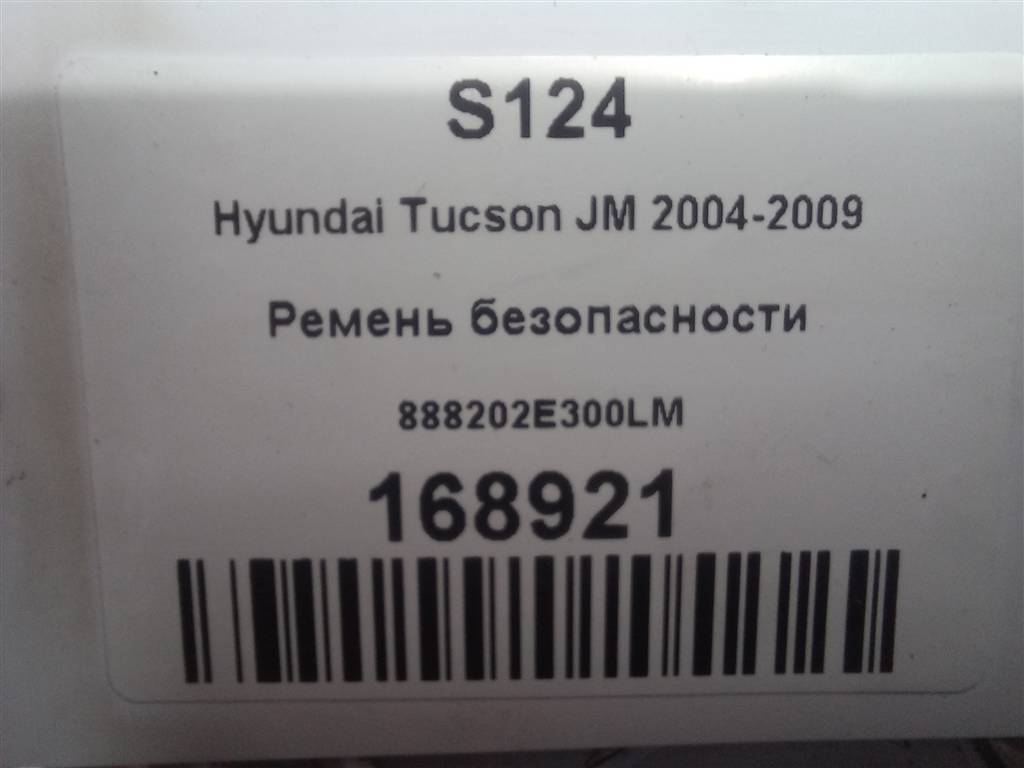 S124
Hyundai Tucson JM 2004-2009
Ремень безопасности
888202E300LM
168921